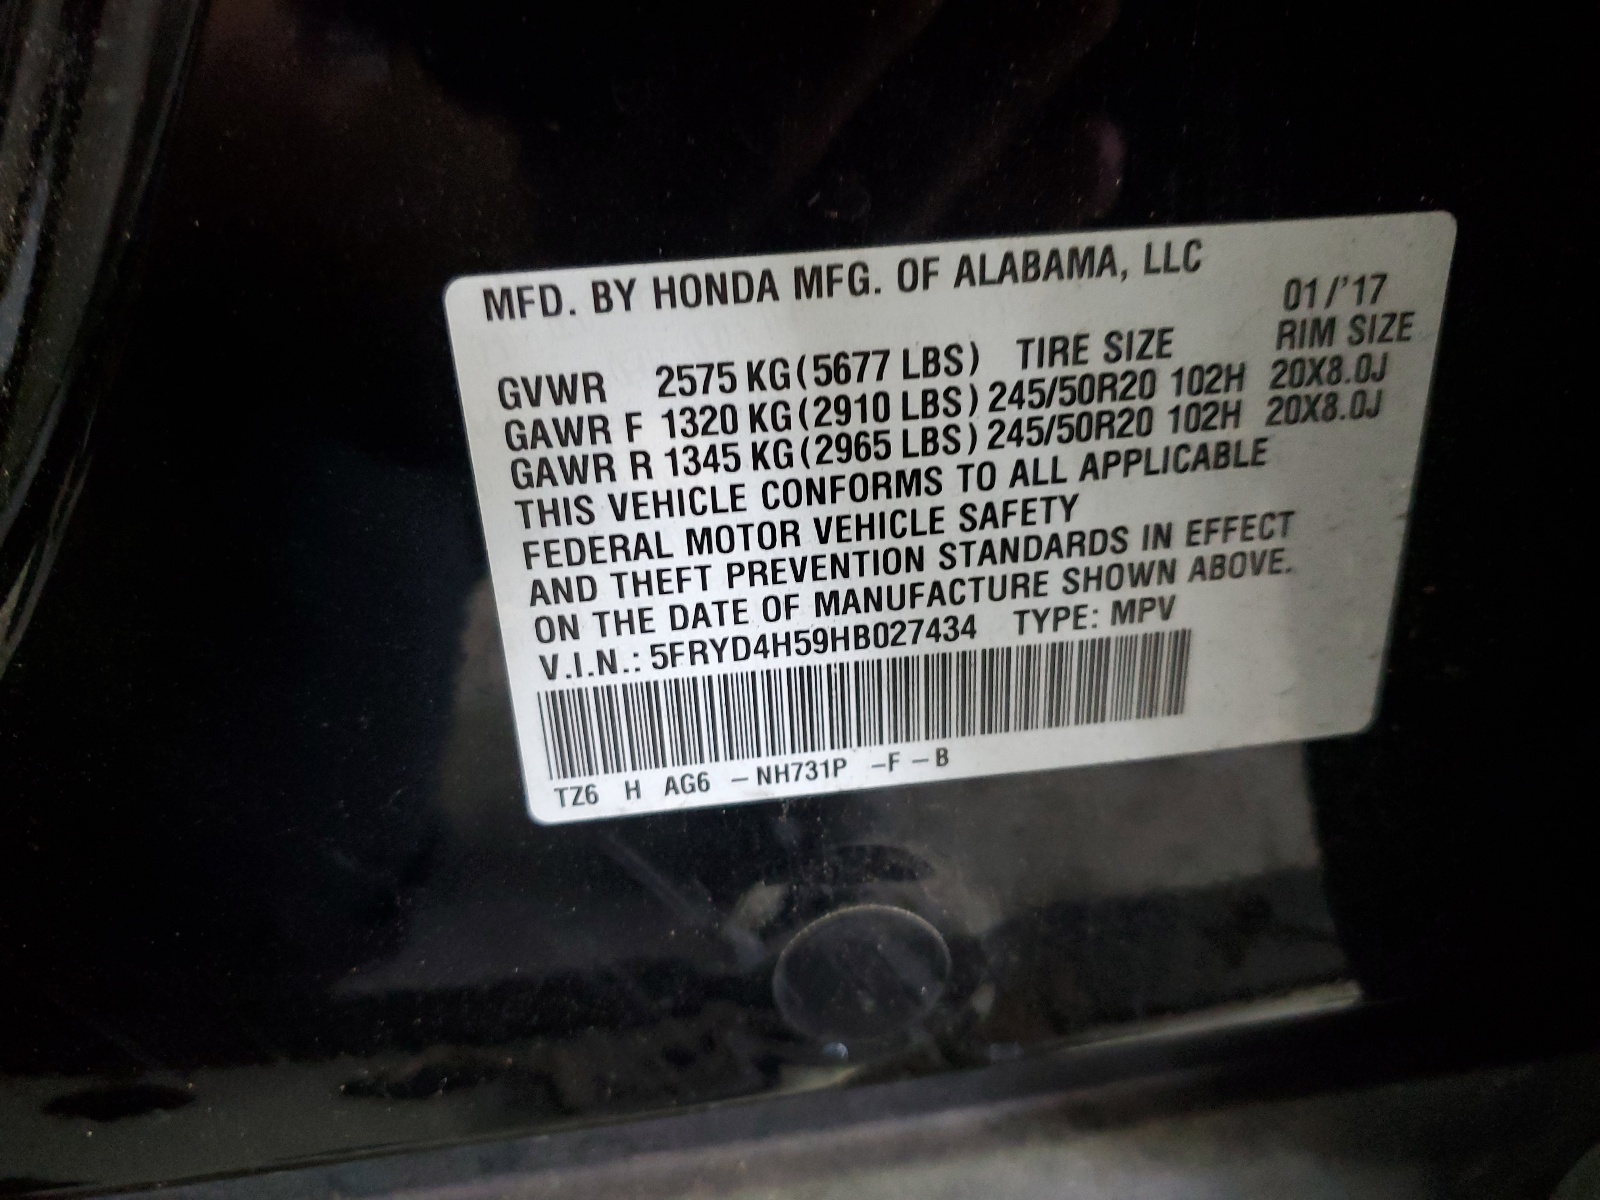 MFD. BY HONDA MFG. OF ALABAMA, LLC
01/'17
GVWR 2575 KG (5677 LBS) TIRE SIZE RIM SIZE
GAWR F 1320 KG (2910 LBS) 245/50R20 102H 20X8.0J
GAWR R 1345 KG (2965 LBS) 245/50R20 102H 20X8.0J
THIS VEHICLE CONFORMS TO ALL APPLICABLE
FEDERAL MOTOR VEHICLE SAFETY
AND THEFT PREVENTION STANDARDS IN EFFECT
ON THE DATE OF MANUFACTURE SHOWN ABOVE.
V.I.N.: 5FRYD4H59HB027434 TYPE: MPV
TZ6 H AG6 – NH731P –F – B